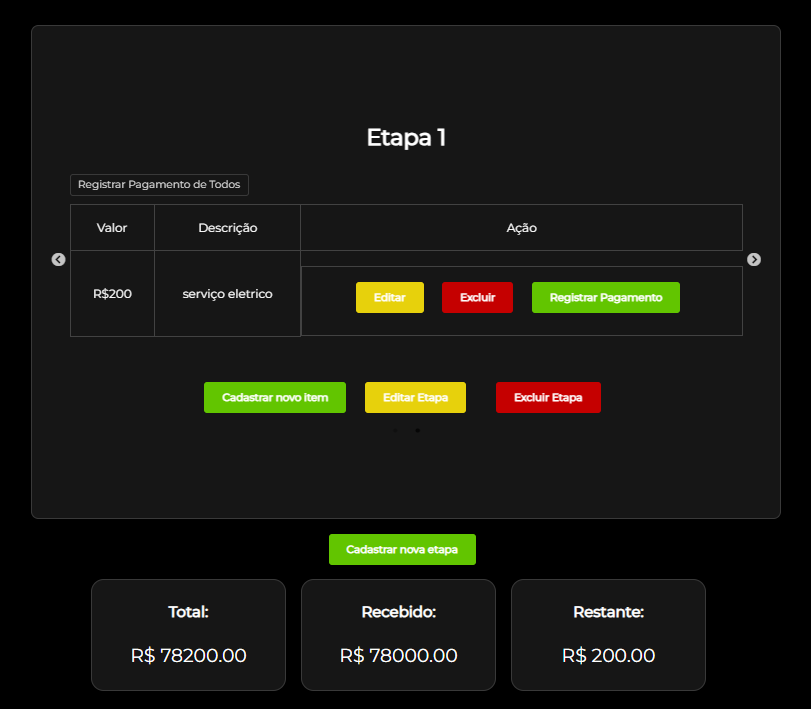 Etapa 1
Registrar Pagamento de Todos
Valor Descrição Ação
R$200 serviço eletrico Editar Excluir Registrar Pagamento
Cadastrar novo item Editar Etapa Excluir Etapa
Cadastrar nova etapa
Total: Recebido: Restante:
R$ 78200.00 R$ 78000.00 R$ 200.00